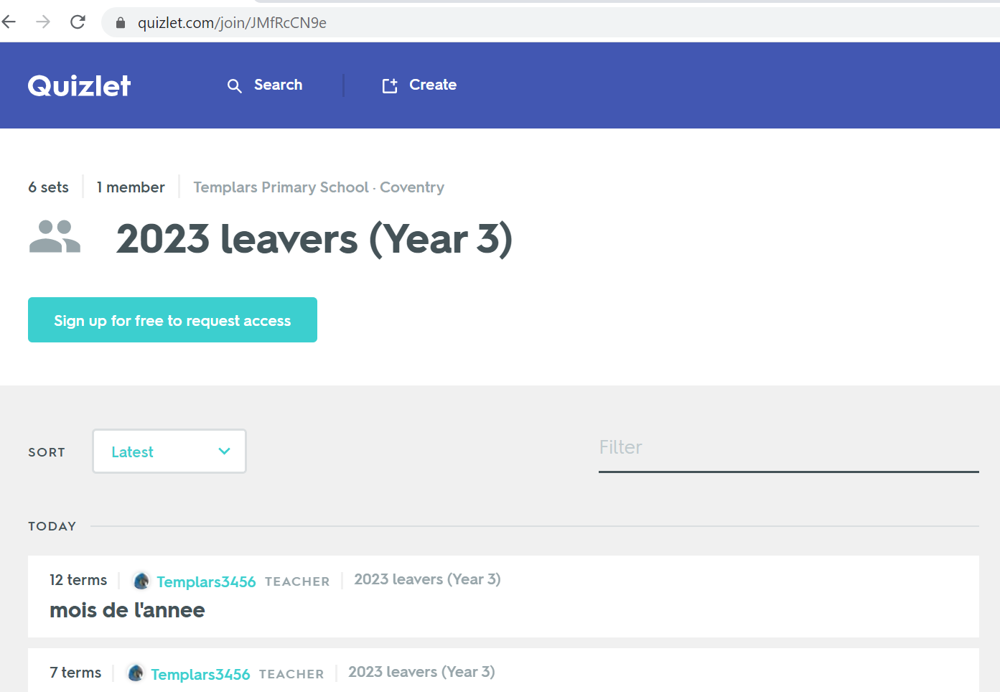 quizlet.com/join/JMfRcCN9e
Quizlet Search Create
6 sets 1 member Templars Primary School · Coventry
2023 leavers (Year 3)
Sign up for free to request access
SORT Latest Filter
TODAY
12 terms Templars3456 TEACHER 2023 leavers (Year 3)
mois de l'annee
7 terms Templars3456 TEACHER 2023 leavers (Year 3)